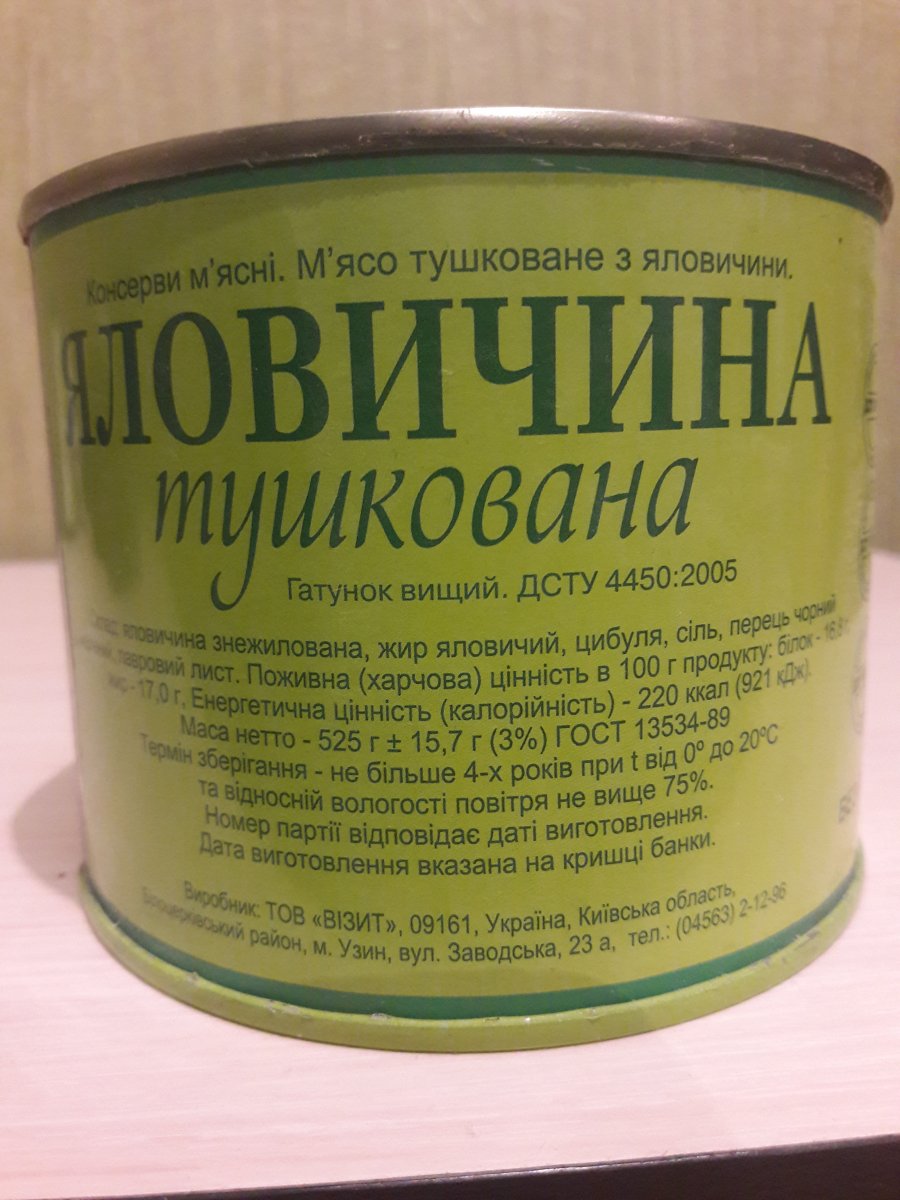 Консерви м'ясні. М'ясо тушковане з яловичини.
ЯЛОВИЧИНА
тушкована
Гатунок вищий. ДСТУ 4450:2005
яловичина знежилована, жир яловичий, цибуля, сіль, перець чорний
лавровий лист. Поживна (харчова) цінність в 100 г продукту: білок -
- 17,0 г, Енергетична цінність (калорійність) - 220 ккал (921 кДж).
Маса нетто - 525 г ± 15,7 г (3%) ГОСТ 13534-89
Термін зберігання - не більше 4-х років при t від 0º до 20ºС
та відносній вологості повітря не вище 75%.
Номер партії відповідає даті виготовлення.
Дата виготовлення вказана на кришці банки.
Виробник: ТОВ «ВІЗИТ», 09161, Україна, Київська область,
Білоцерківський район, м. Узин, вул. Заводська, 23 а, тел.: (04563) 2-12-96